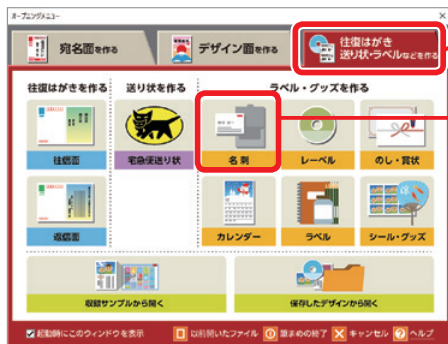 オープニングメニュー
宛名面を作る
デザイン面を作る
往復はがき
送り状・ラベルなどを作る
往復はがきを作る
送り状を作る
ラベル・グッズを作る
往信面
宅急便送り状
名刺
レーベル
のし・賞状
返信面
カレンダー
ラベル
シール・グッズ
収録サンプルから開く
保存したデザインから開く
起動時にこのウィンドウを表示
以前開いたファイル
筆まめの終了
キャンセル
ヘルプ